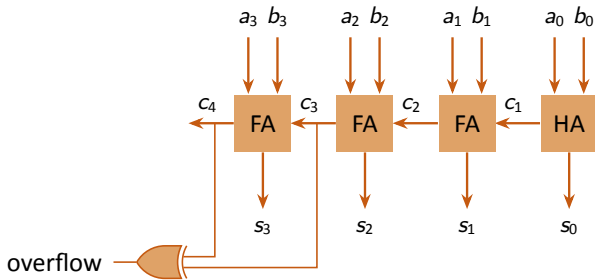 a₃ b₃ a₂ b₂ a₁ b₁ a₀ b₀
c₄ FA c₃ FA c₂ FA c₁ HA
s₃ s₂ s₁ s₀
overflow